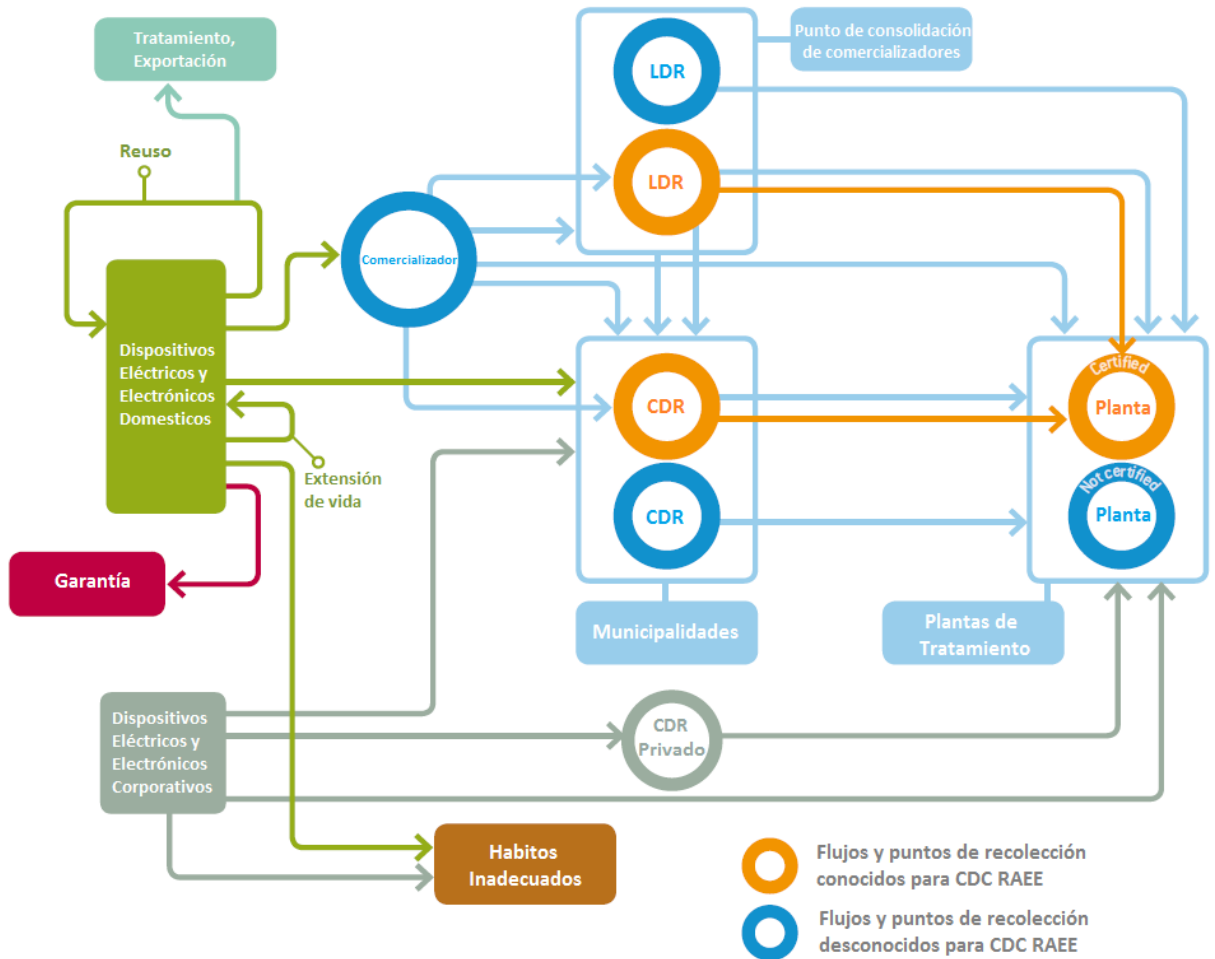 Tratamiento,
Exportación
Punto de consolidación
de comercializadores
LDR
Reuso
LDR
Comercializador
Dispositivos
Eléctricos y
Electrónicos
Domesticos
CDR
Certified
Planta
Extensión
de vida
CDR
Not certified
Planta
Garantía
Municipalidades
Plantas de
Tratamiento
Dispositivos
Eléctricos y
Electrónicos
Corporativos
CDR
Privado
Habitos
Inadecuados
Flujos y puntos de recolección
conocidos para CDC RAEE
Flujos y puntos de recolección
desconocidos para CDC RAEE